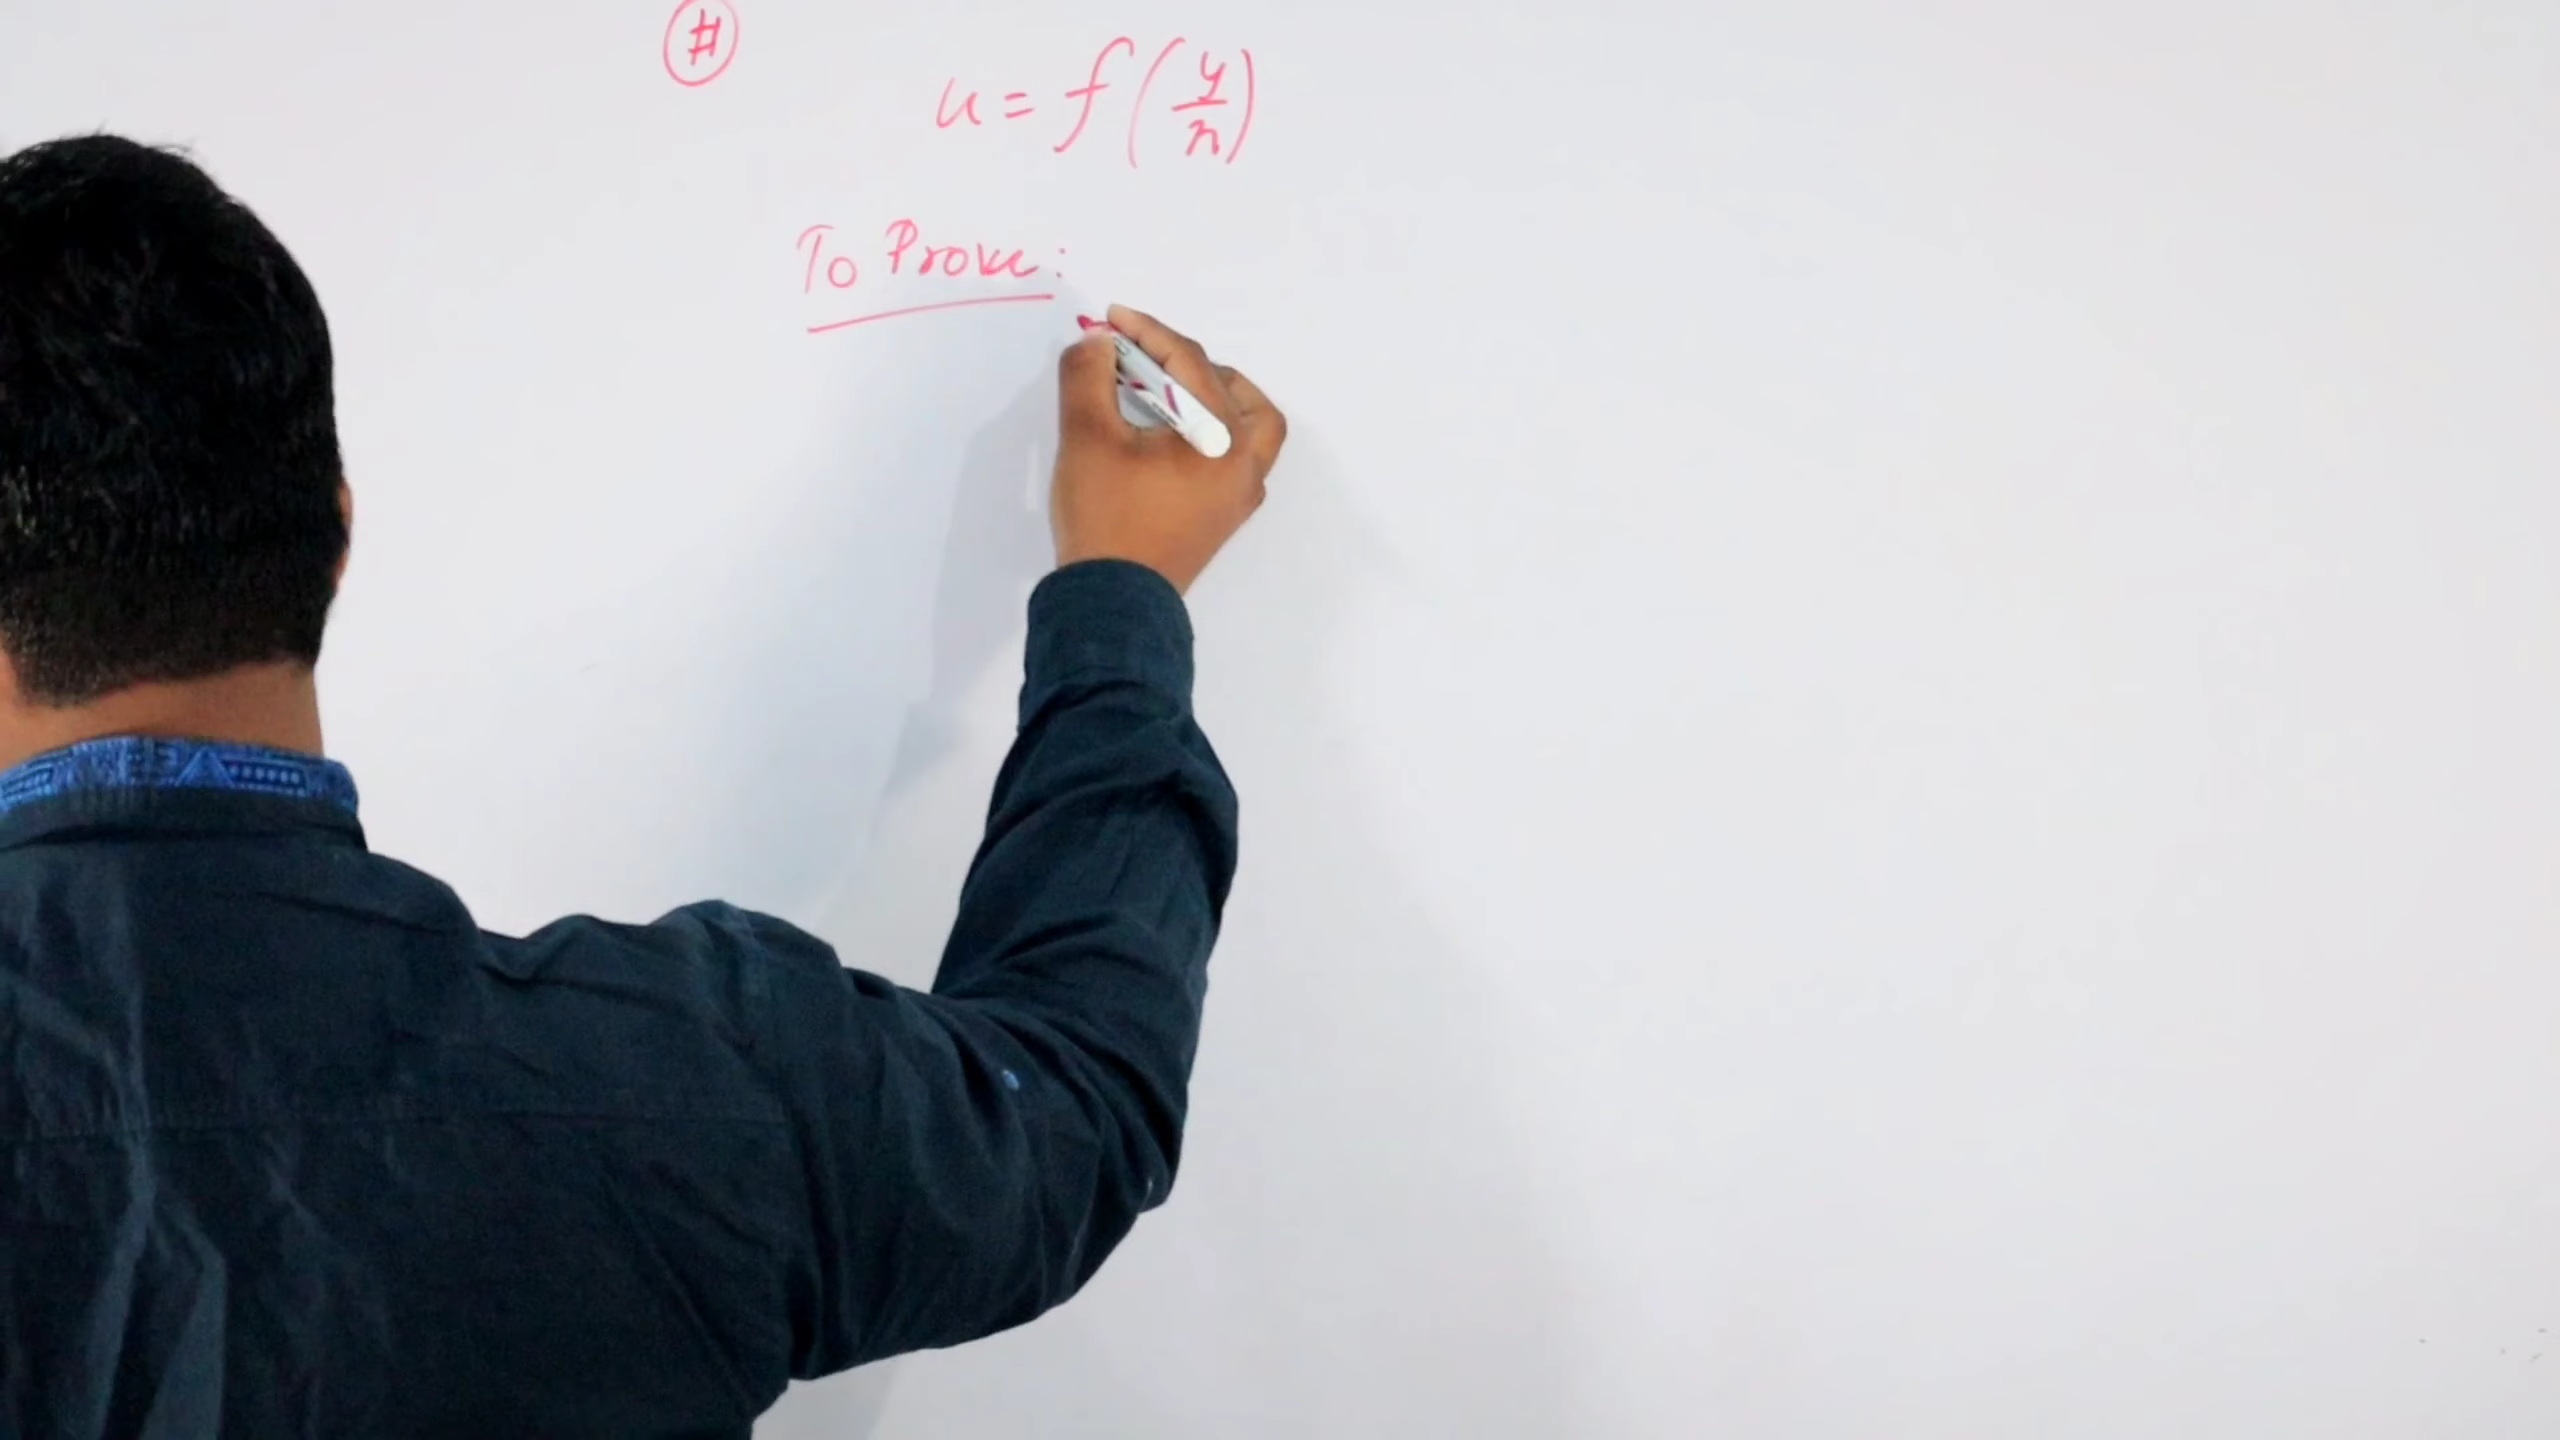 #
u = f(y/x)
To Prove: